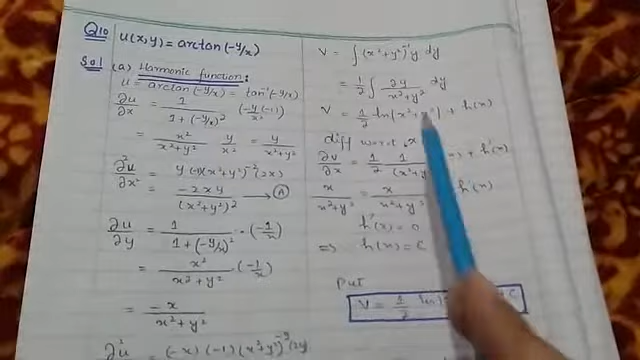 Q10 u(x,y) = arctan(-y/x)
Sol (a) Harmonic function:
u = arctan(-y/x) = tan⁻¹(-y/x)
∂u/∂x = 1/(1+(-y/x)²) (-y(-1)/x²)
= x²/(x²+y²) y/x² = y/(x²+y²)
∂²u/∂x² = y(-1)(x²+y²)⁻²(2x)
= -2xy/(x²+y²)² → (A)
∂u/∂y = 1/(1+(-y/x)²) · (-1/x)
= x²/(x²+y²) (-1/x)
= -x/(x²+y²)
∂²u = (-x)(-1)(x²+y²)⁻²(2y)
V = ∫(x²+y²)⁻¹ y dy
= 1/2 ∫ 2y/(x²+y²) dy
V = 1/2 ln|x²+y²| + h(x)
diff w.r.t. x
∂v/∂x = 1/2 1/(x²+y²) + h'(x)
x/(x²+y²) = x/(x²+y²) h'(x)
h'(x) = 0
⇒ h(x) = c
Put
V = 1/2 ln C